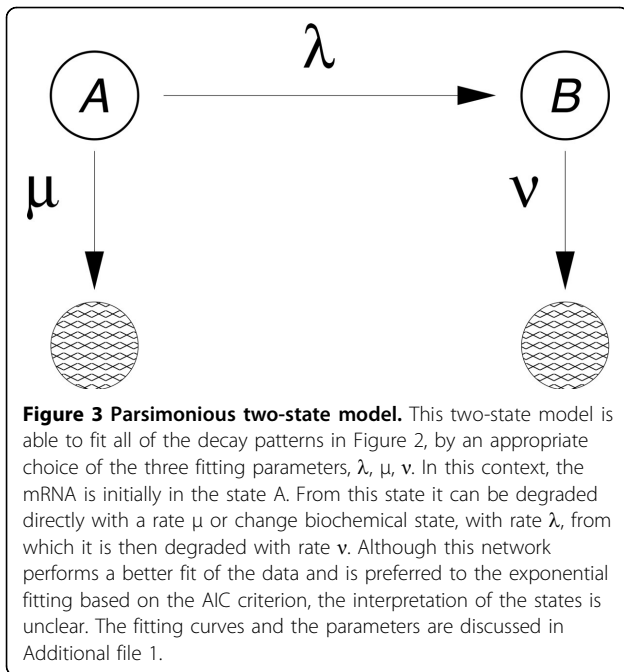 λ
A
B
μ
ν
Figure 3 Parsimonious two-state model. This two-state model is
able to fit all of the decay patterns in Figure 2, by an appropriate
choice of the three fitting parameters, λ, μ, ν. In this context, the
mRNA is initially in the state A. From this state it can be degraded
directly with a rate μ or change biochemical state, with rate λ, from
which it is then degraded with rate ν. Although this network
performs a better fit of the data and is preferred to the exponential
fitting based on the AIC criterion, the interpretation of the states is
unclear. The fitting curves and the parameters are discussed in
Additional file 1.